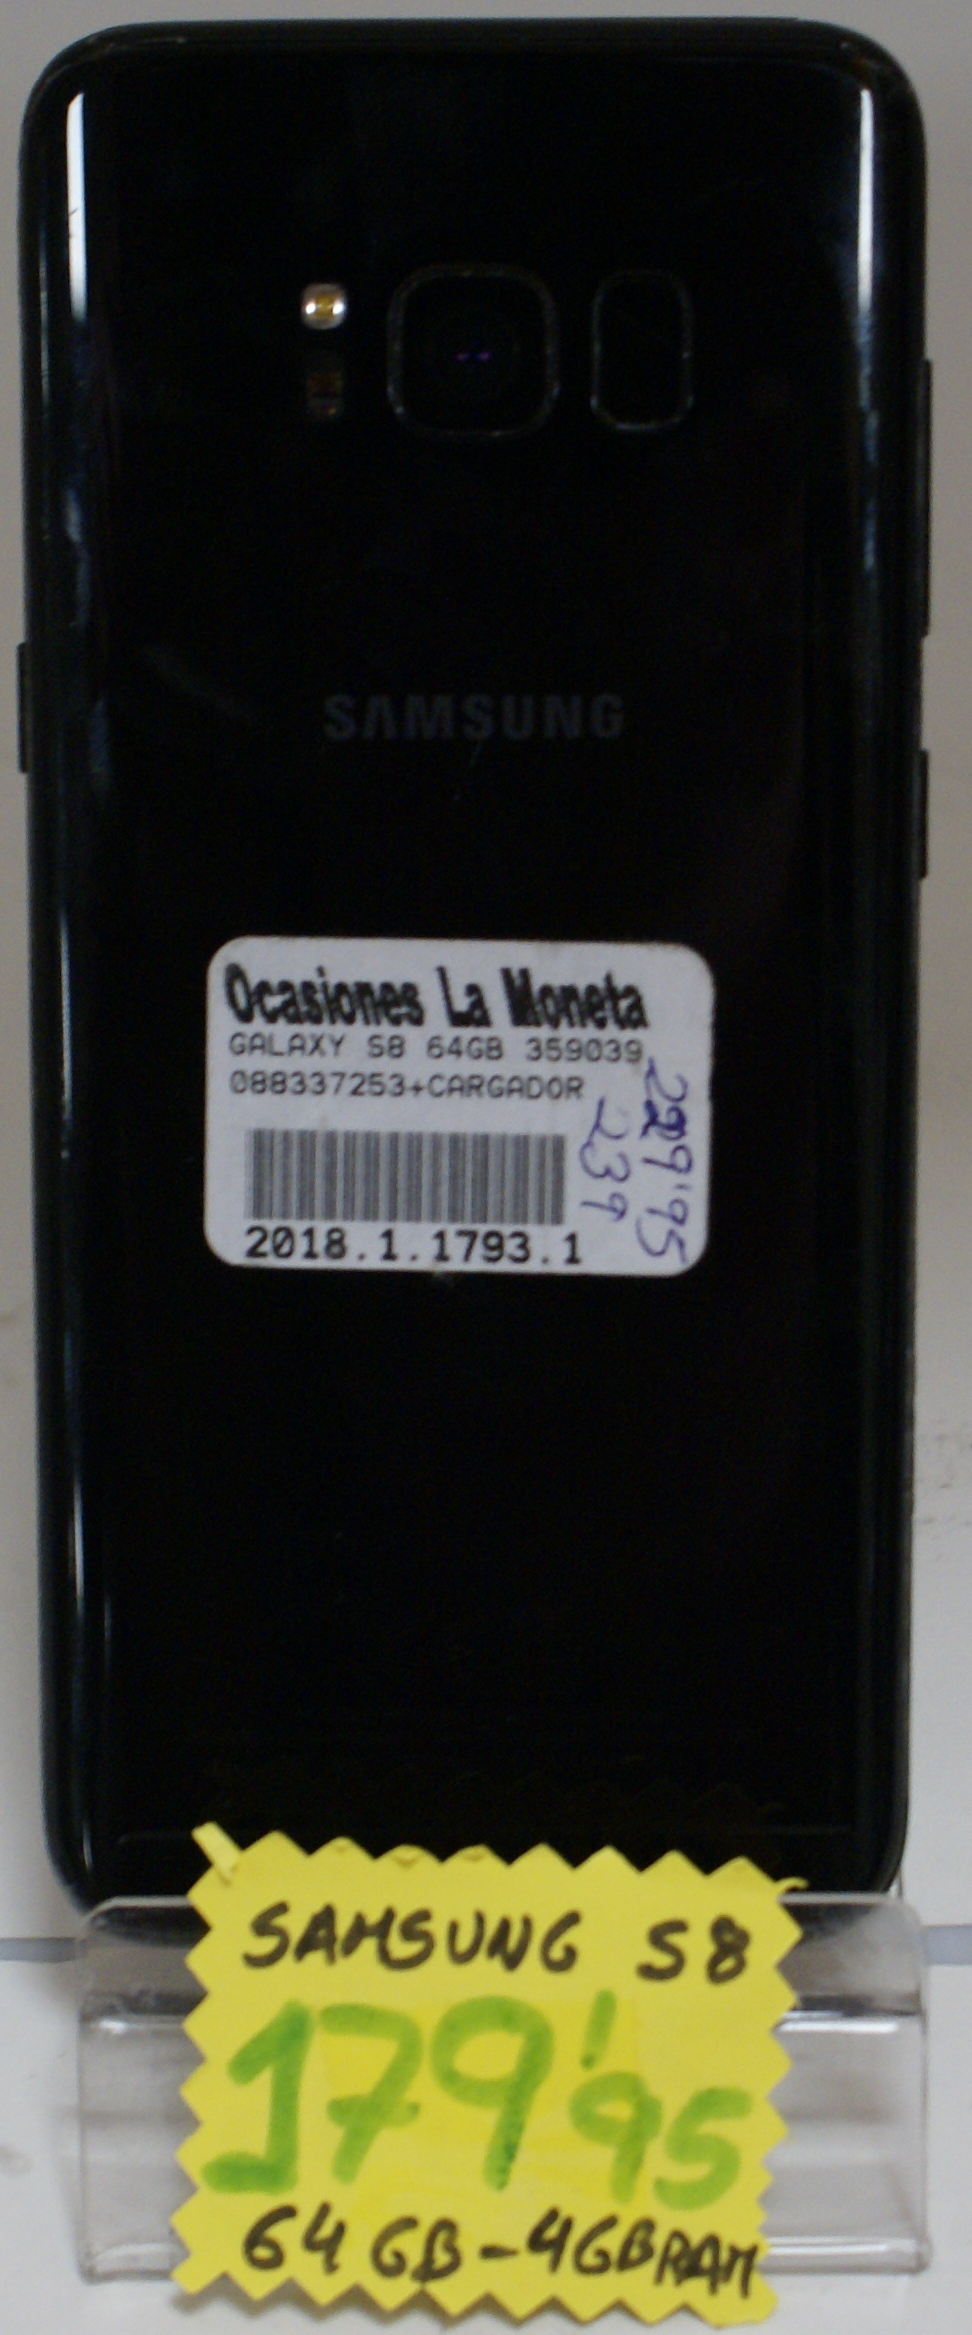 SAMSUNG
Ocasiones La Moneta
GALAXY S8 64GB 359039
088337253+CARGADOR
229'95
239
2018.1.1793.1
SAMSUNG S8
179'95
64GB-4GBRAM